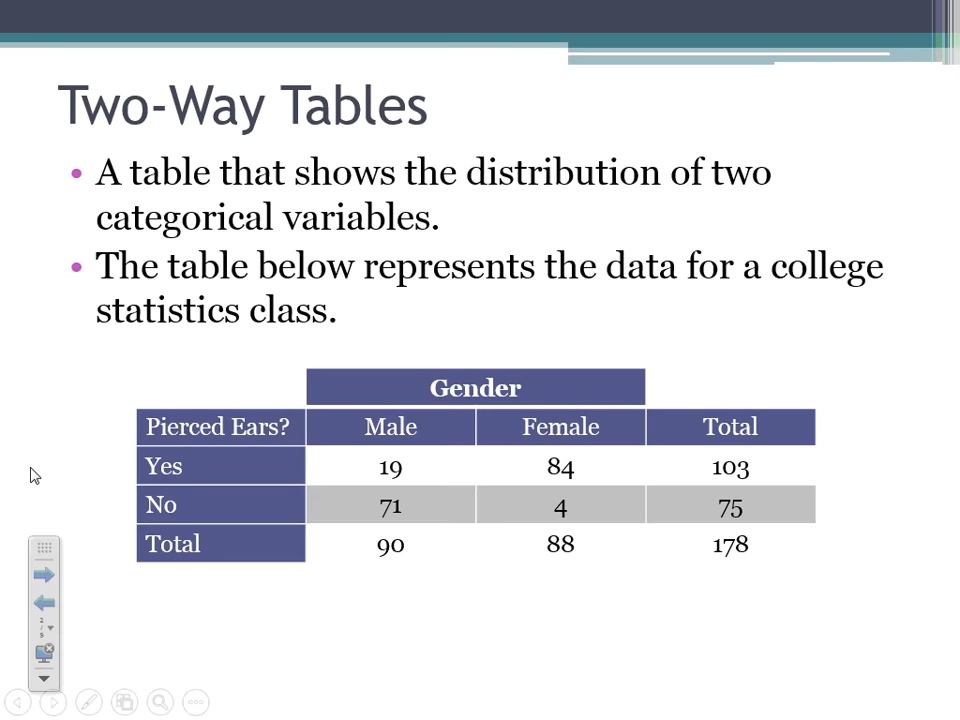 Two-Way Tables
• A table that shows the distribution of two
categorical variables.
• The table below represents the data for a college
statistics class.
Gender
Pierced Ears? Male Female Total
Yes 19 84 103
No 71 4 75
Total 90 88 178
2
/
9